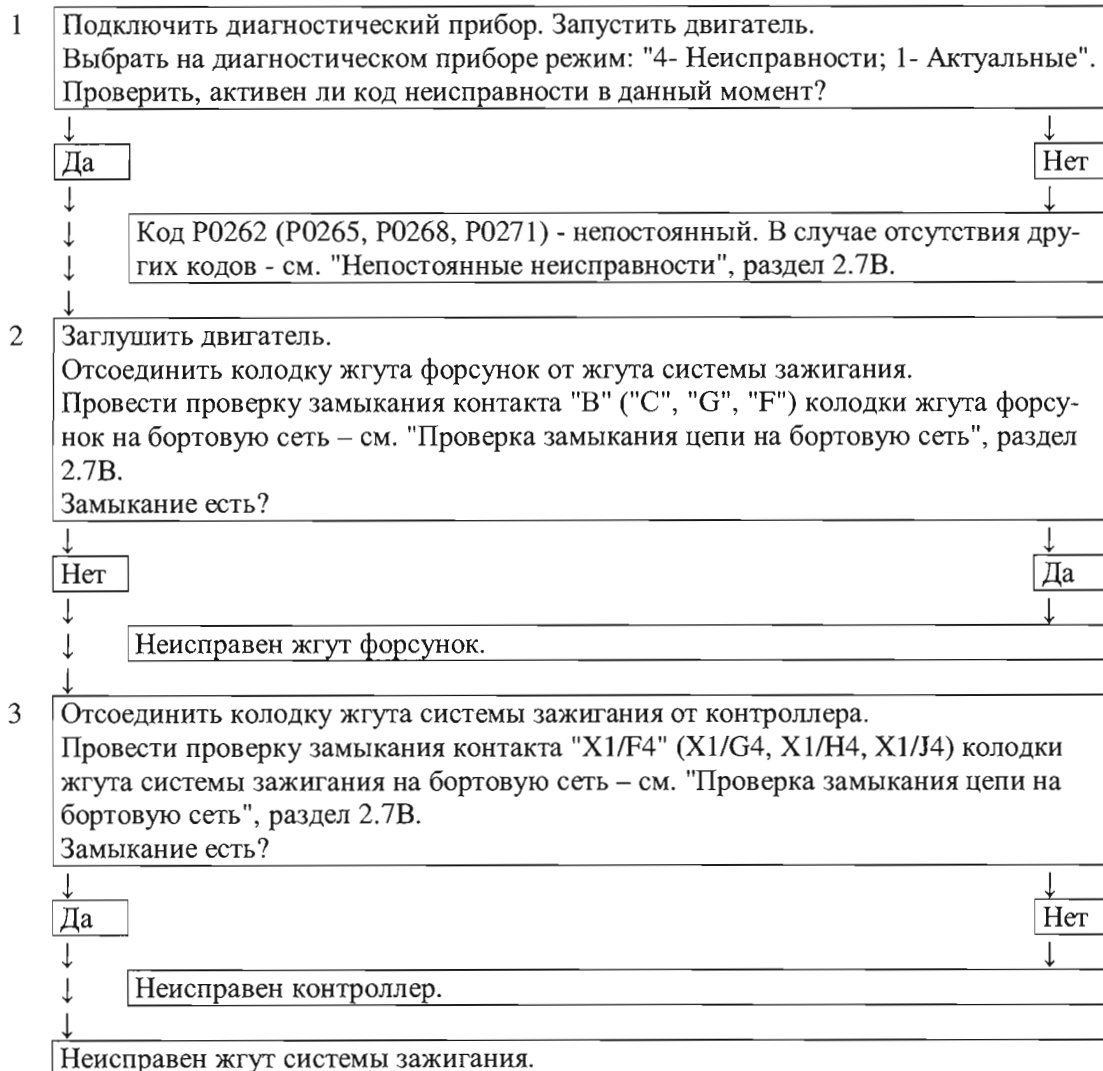 1 Подключить диагностический прибор. Запустить двигатель.
Выбрать на диагностическом приборе режим: "4- Неисправности; 1- Актуальные".
Проверить, активен ли код неисправности в данный момент?
↓ ↓
Да Нет
↓ ↓
↓ Код P0262 (P0265, P0268, P0271) - непостоянный. В случае отсутствия дру-
↓ гих кодов - см. "Непостоянные неисправности", раздел 2.7В.
↓
2 Заглушить двигатель.
Отсоединить колодку жгута форсунок от жгута системы зажигания.
Провести проверку замыкания контакта "B" ("C", "G", "F") колодки жгута форсу-
нок на бортовую сеть – см. "Проверка замыкания цепи на бортовую сеть", раздел
2.7В.
Замыкание есть?
↓ ↓
Нет Да
↓ ↓
↓ Неисправен жгут форсунок.
↓
3 Отсоединить колодку жгута системы зажигания от контроллера.
Провести проверку замыкания контакта "X1/F4" (X1/G4, X1/H4, X1/J4) колодки
жгута системы зажигания на бортовую сеть – см. "Проверка замыкания цепи на
бортовую сеть", раздел 2.7В.
Замыкание есть?
↓ ↓
Да Нет
↓ ↓
↓ Неисправен контроллер.
↓
Неисправен жгут системы зажигания.